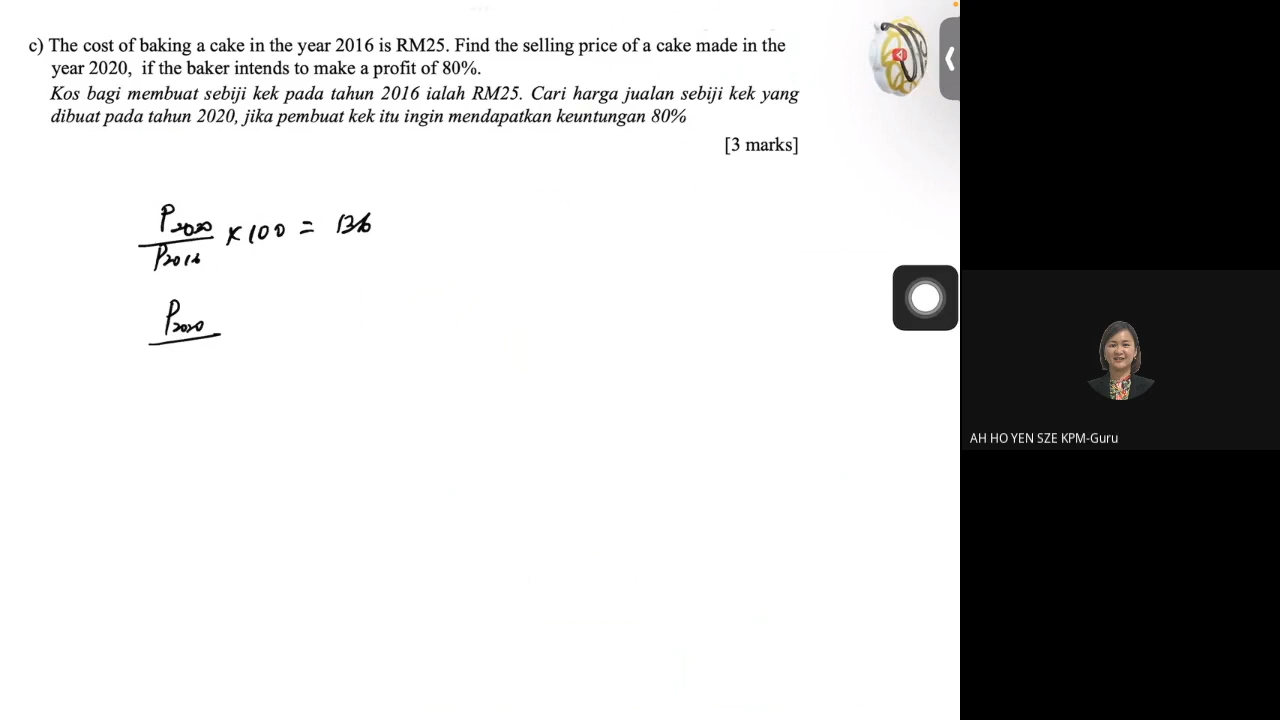 c) The cost of baking a cake in the year 2016 is RM25. Find the selling price of a cake made in the
year 2020, if the baker intends to make a profit of 80%.
Kos bagi membuat sebiji kek pada tahun 2016 ialah RM25. Cari harga jualan sebiji kek yang
dibuat pada tahun 2020, jika pembuat kek itu ingin mendapatkan keuntungan 80%
[3 marks]
P2020
P2016
× 100 = 136
P2020
AH HO YEN SZE KPM-Guru